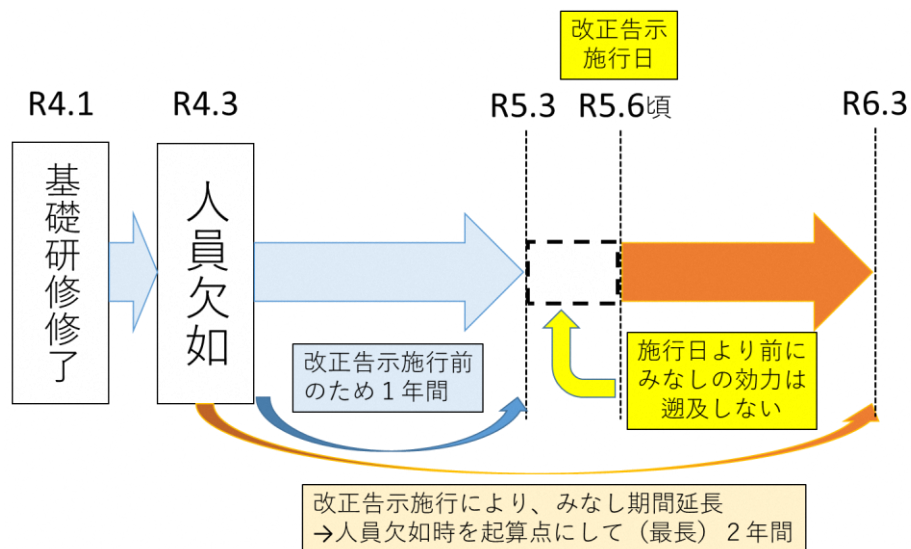 改正告示
施行日
R4.1
R4.3
R5.3
R5.6頃
R6.3
基礎研修修了
人員欠如
改正告示施行前
のため１年間
施行日より前に
みなしの効力は
遡及しない
改正告示施行により、みなし期間延長
→人員欠如時を起算点にして（最長）２年間